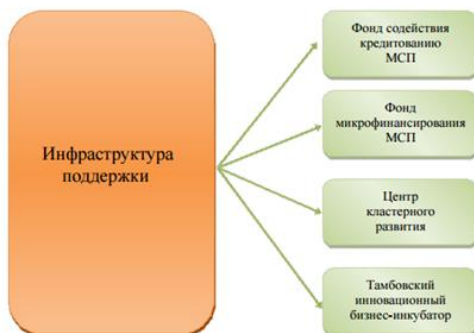 Инфраструктура
поддержки
Фонд содействия
кредитованию
МСП
Фонд
микрофинансирования
МСП
Центр
кластерного
развития
Тамбовский
инновационный
бизнес-инкубатор